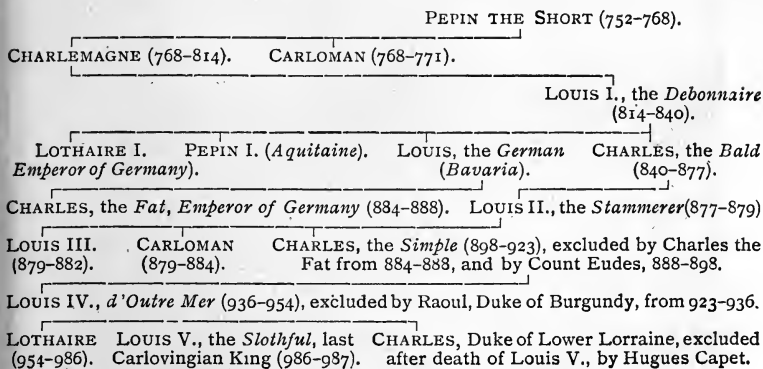 PEPIN THE SHORT (752–768).
CHARLEMAGNE (768–814). CARLOMAN (768–771).
LOUIS I., the Debonnaire
(814–840).
LOTHAIRE I. PEPIN I. (Aquitaine). LOUIS, the German CHARLES, the Bald
Emperor of Germany). (Bavaria). (840–877).
CHARLES, the Fat, Emperor of Germany (884–888). LOUIS II., the Stammerer(877–879)
LOUIS III. CARLOMAN CHARLES, the Simple (898–923), excluded by Charles the
(879–882). (879–884). Fat from 884–888, and by Count Eudes, 888–898.
LOUIS IV., d'Outre Mer (936–954), excluded by Raoul, Duke of Burgundy, from 923–936.
LOTHAIRE LOUIS V., the Slothful, last CHARLES, Duke of Lower Lorraine, excluded
(954–986). Carlovingian King (986–987). after death of Louis V., by Hugues Capet.